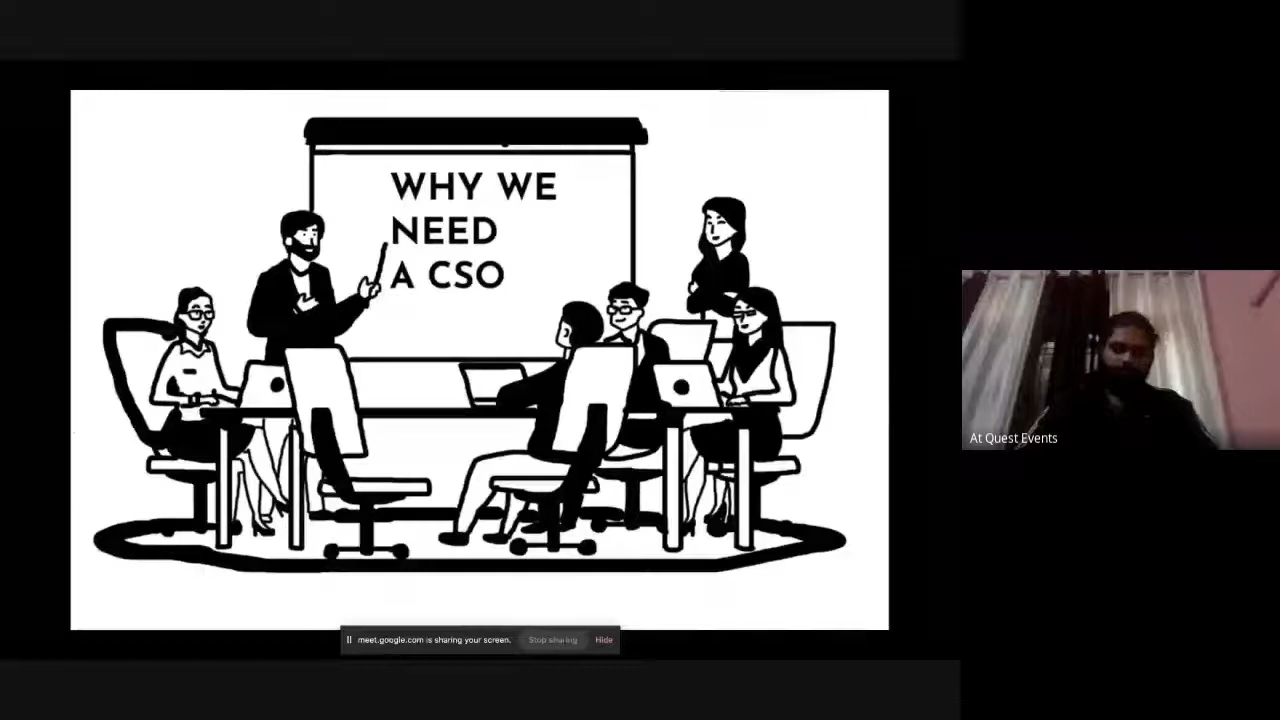 WHY WE
NEED
A CSO
At Quest Events
meet.google.com is sharing your screen.
Stop sharing
Hide